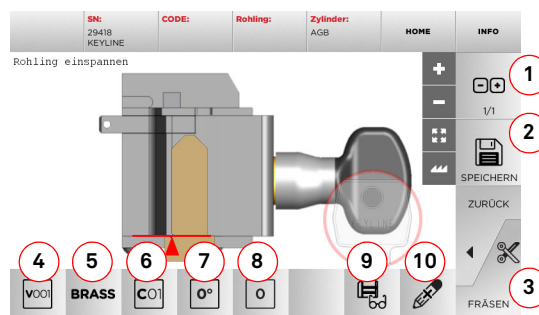 SN:
29418
KEYLINE
CODE:
Rohling:
Zylinder:
AGB
HOME
INFO
Rohling einspannen
1
1/1
2
SPEICHERN
ZURÜCK
3
FRÄSEN
4
5
6
7
8
9
10
V001
BRASS
C01
0°
0